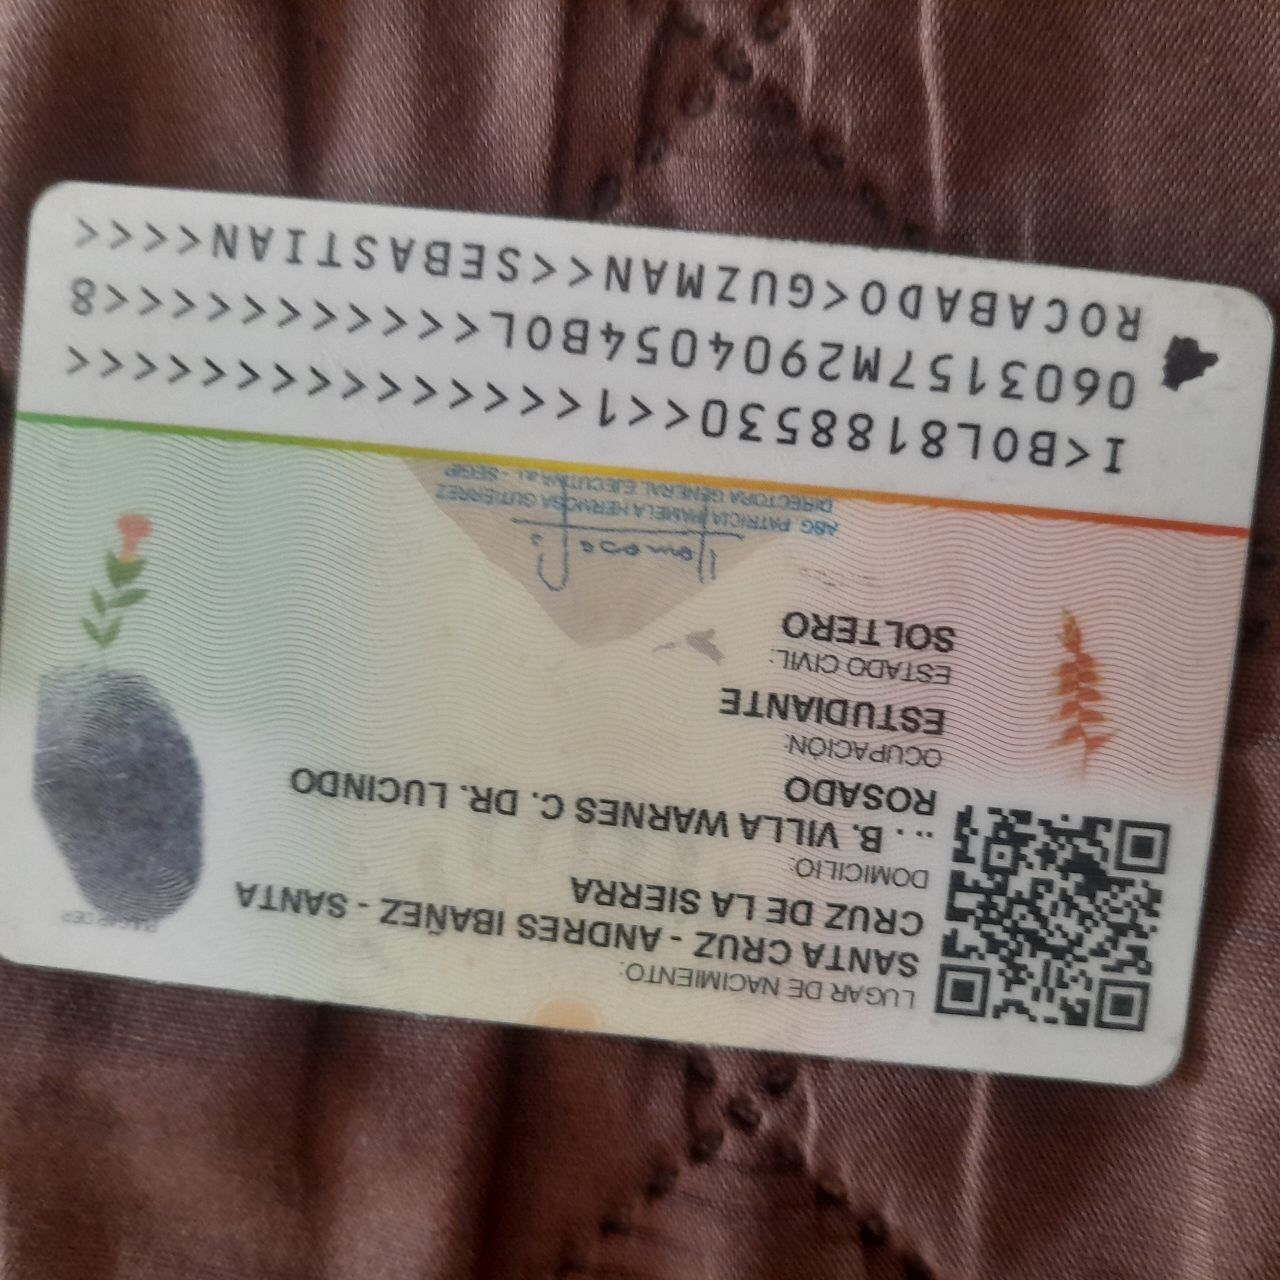 LUGAR DE NACIMIENTO:
SANTA CRUZ - ANDRES IBAÑEZ - SANTA
CRUZ DE LA SIERRA
DOMICILIO:
... B. VILLA WARNES C. DR. LUCINDO
ROSADO
OCUPACIÓN:
ESTUDIANTE
ESTADO CIVIL:
SOLTERO
ABG. PATRICIA PAMELA HERMOSA GUTIERREZ
DIRECTORA GENERAL EJECUTIVA a.i. - SEGIP
I<BOL8188530<<1<<<<<<<<<<<<<<<
0603157M2904054BOL<<<<<<<<<<<8
ROCABADO<GUZMAN<<SEBASTIAN<<<<